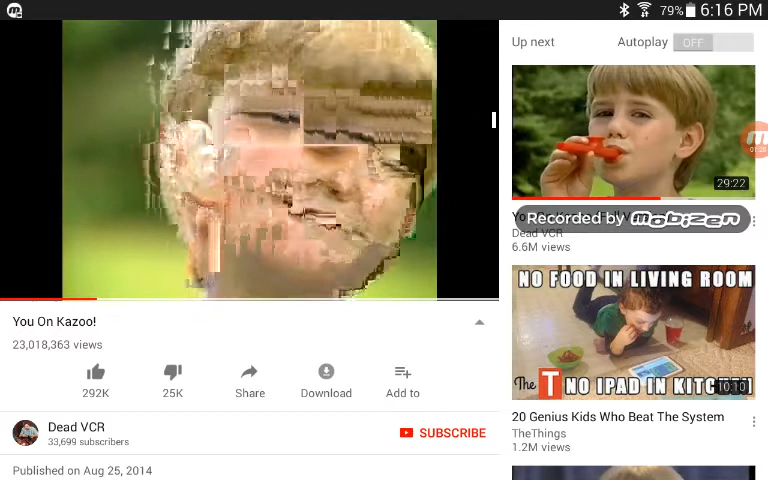 79% 6:16 PM
You On Kazoo!
23,018,363 views
292K
25K
Share
Download
Add to
Dead VCR
33,699 subscribers
SUBSCRIBE
Published on Aug 25, 2014
Up next
Autoplay
OFF
29:22
01:28
Recorded by mobizen
Dead VCR
6.6M views
NO FOOD IN LIVING ROOM
The T NO IPAD IN KITCHEN
10:10
20 Genius Kids Who Beat The System
TheThings
1.2M views